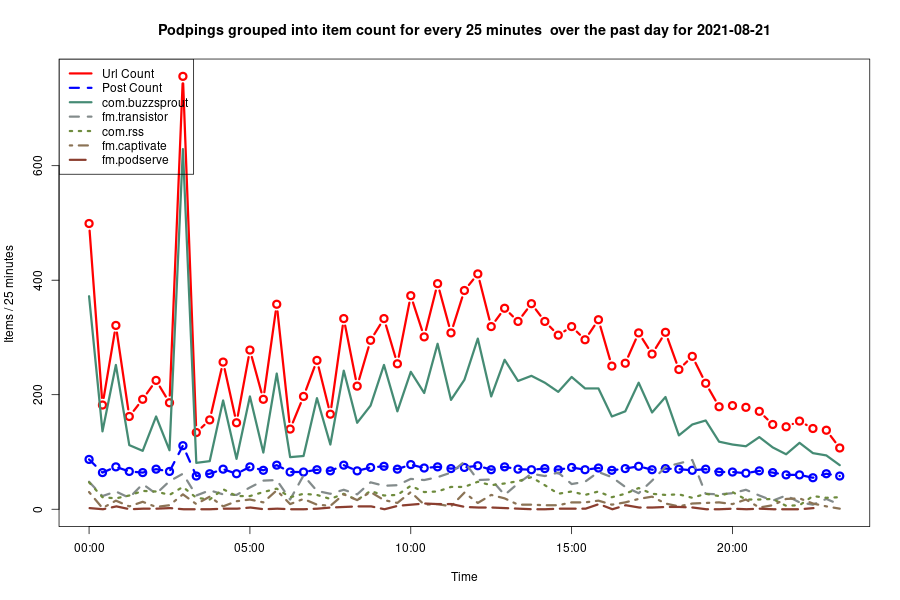 Podpings grouped into item count for every 25 minutes  over the past day for 2021-08-21
Url Count
Post Count
com.buzzsprout
fm.transistor
com.rss
fm.captivate
fm.podserve
Items / 25 minutes
600
400
200
0
00:00 05:00 10:00 15:00 20:00
Time